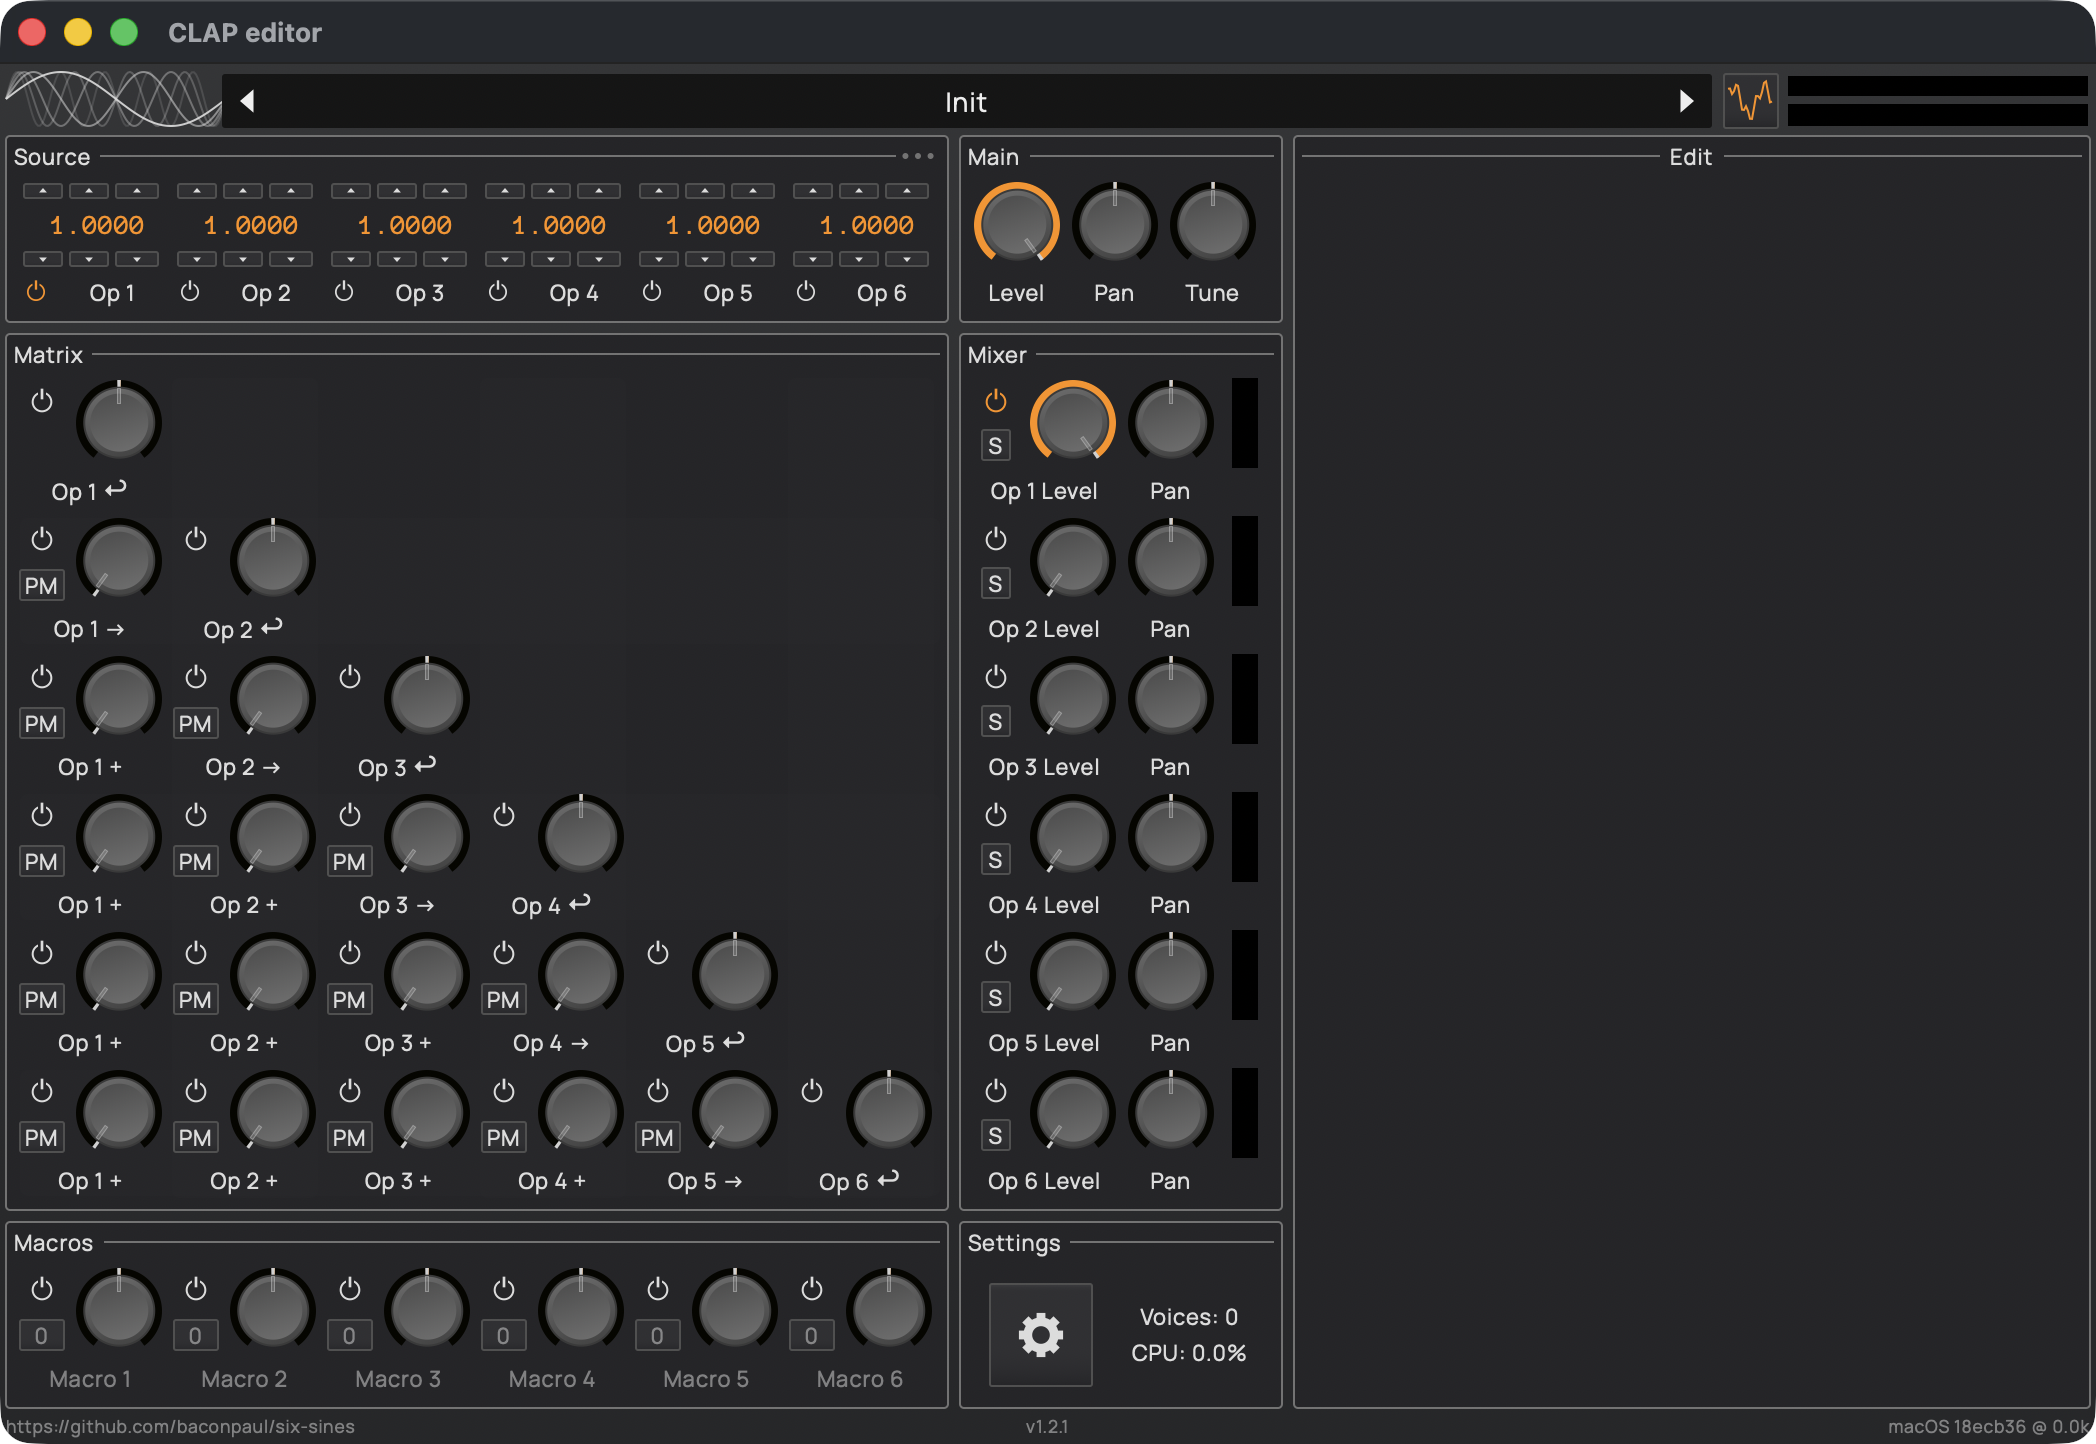 CLAP editor
Init
Source
1.0000 1.0000 1.0000 1.0000 1.0000 1.0000
Op 1 Op 2 Op 3 Op 4 Op 5 Op 6
Main
Level Pan Tune
Edit
Matrix
Op 1
PM
Op 1 → Op 2
PM PM
Op 1 + Op 2 → Op 3
PM PM PM
Op 1 + Op 2 + Op 3 → Op 4
PM PM PM PM
Op 1 + Op 2 + Op 3 + Op 4 → Op 5
PM PM PM PM PM
Op 1 + Op 2 + Op 3 + Op 4 + Op 5 → Op 6
Mixer
S
Op 1 Level Pan
S
Op 2 Level Pan
S
Op 3 Level Pan
S
Op 4 Level Pan
S
Op 5 Level Pan
S
Op 6 Level Pan
Macros
0 0 0 0 0 0
Macro 1 Macro 2 Macro 3 Macro 4 Macro 5 Macro 6
Settings
Voices: 0
CPU: 0.0%
https://github.com/baconpaul/six-sines
v1.2.1
macOS 18ecb36 @ 0.0k